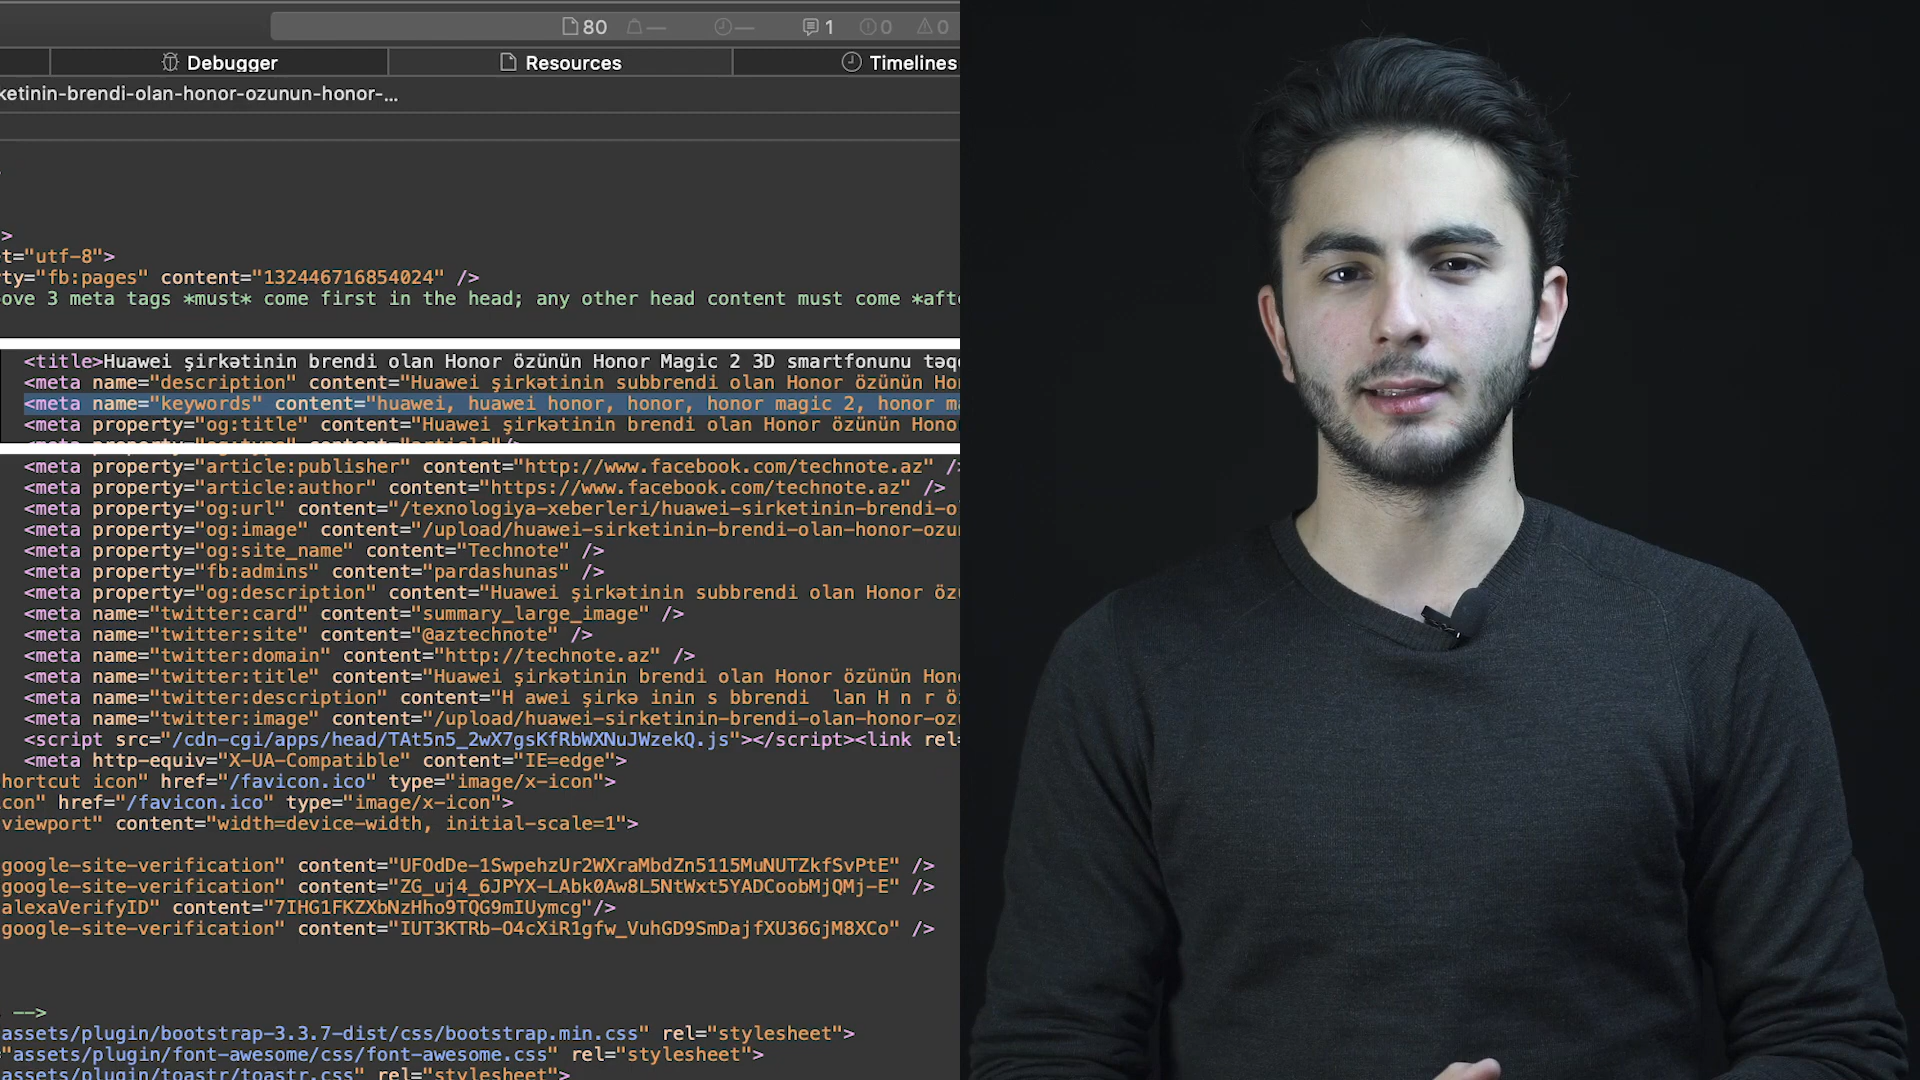 80 — — 1 0 0
Debugger Resources Timelines
ketinin-brendi-olan-honor-ozunun-honor-...
>
t="utf-8">
ty="fb:pages" content="132446716854024" />
ove 3 meta tags *must* come first in the head; any other head content must come *aft
<title>Huawei şirkətinin brendi olan Honor özünün Honor Magic 2 3D smartfonunu təq
<meta name="description" content="Huawei şirkətinin subbrendi olan Honor özünün Ho
<meta name="keywords" content="huawei, huawei honor, honor, honor magic 2, honor m
<meta property="og:title" content="Huawei şirkətinin brendi olan Honor özünün Hono
<meta property="og:type" content="article"/>
<meta property="article:publisher" content="http://www.facebook.com/technote.az" />
<meta property="article:author" content="https://www.facebook.com/technote.az" />
<meta property="og:url" content="/texnologiya-xeberleri/huawei-sirketinin-brendi-o
<meta property="og:image" content="/upload/huawei-sirketinin-brendi-olan-honor-ozu
<meta property="og:site_name" content="Technote" />
<meta property="fb:admins" content="pardashunas" />
<meta property="og:description" content="Huawei şirkətinin subbrendi olan Honor öz
<meta name="twitter:card" content="summary_large_image" />
<meta name="twitter:site" content="@aztechnote" />
<meta name="twitter:domain" content="http://technote.az" />
<meta name="twitter:title" content="Huawei şirkətinin brendi olan Honor özünün Hono
<meta name="twitter:description" content="H awei şirkə inin s bbrendi  lan H n r ö
<meta name="twitter:image" content="/upload/huawei-sirketinin-brendi-olan-honor-oz
<script src="/cdn-cgi/apps/head/TAt5n5_2wX7gsKfRbWXNuJWzekQ.js"></script><link rel
<meta http-equiv="X-UA-Compatible" content="IE=edge">
hortcut icon" href="/favicon.ico" type="image/x-icon">
con" href="/favicon.ico" type="image/x-icon">
viewport" content="width=device-width, initial-scale=1">
google-site-verification" content="UFOdDe-1SwpehzUr2WXraMbdZn5115MuNUTZkfSvPtE" />
google-site-verification" content="ZG_uj4_6JPYX-LAbk0Aw8L5NtWxt5YADCoobMjQMj-E" />
alexaVerifyID" content="7IHG1FKZXbNzHho9TQG9mIUymcg"/>
google-site-verification" content="IUT3KTRb-O4cXiR1gfw_VuhGD9SmDajfXU36GjM8XCo" />
-->
assets/plugin/bootstrap-3.3.7-dist/css/bootstrap.min.css" rel="stylesheet">
"assets/plugin/font-awesome/css/font-awesome.css" rel="stylesheet">
assets/plugin/toastr/toastr.css" rel="stylesheet">